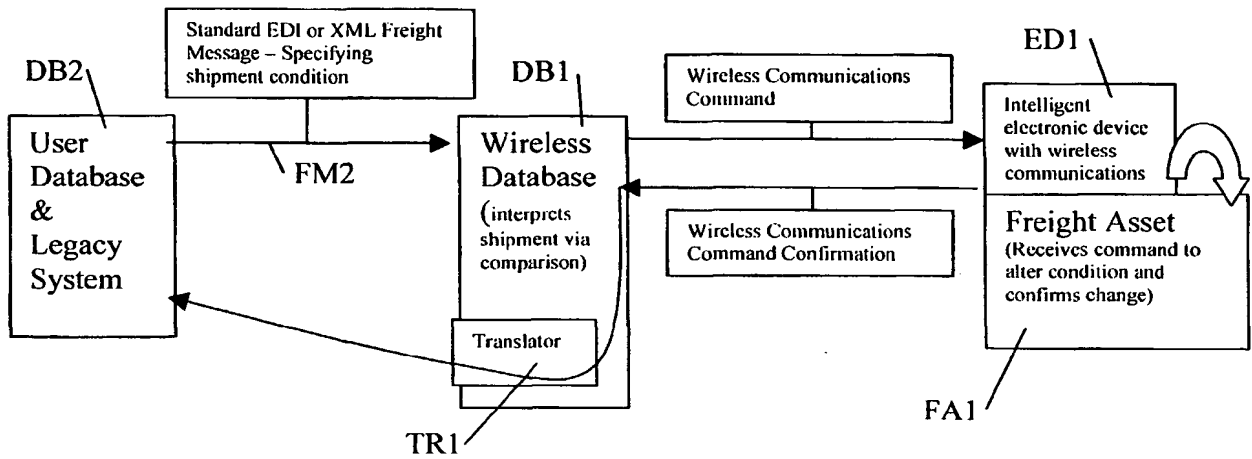 Standard EDI or XML Freight
Message – Specifying
shipment condition
DB2
FM2
User
Database
&
Legacy
System
DB1
Wireless
Database
(interprets
shipment via
comparison)
Translator
TR1
Wireless Communications
Command
Wireless Communications
Command Confirmation
ED1
Intelligent
electronic device
with wireless
communications
Freight Asset
(Receives command to
alter condition and
confirms change)
FA1